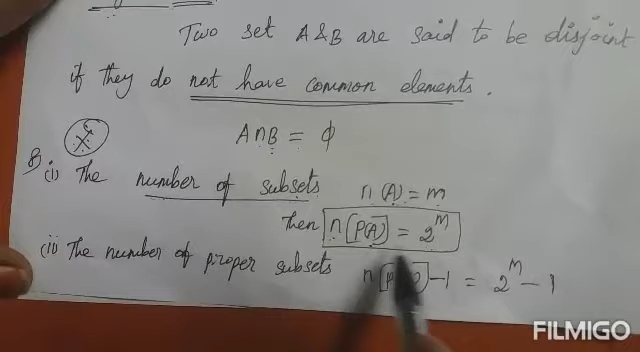 Two set A&B are said to be disjoint
if they do not have common elements.
A∩B = ϕ
8. (i) The number of subsets n(A) = m
Then n[P(A)] = 2^m
(ii) The number of proper subsets n[P( )] - 1 = 2^m - 1
FILMIGO